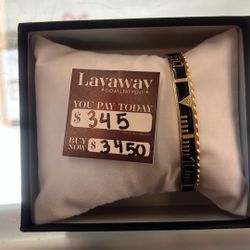 Layaway
DOWN PAYMENT
YOU PAY TODAY
$ 345
BUY NOW $ 3450